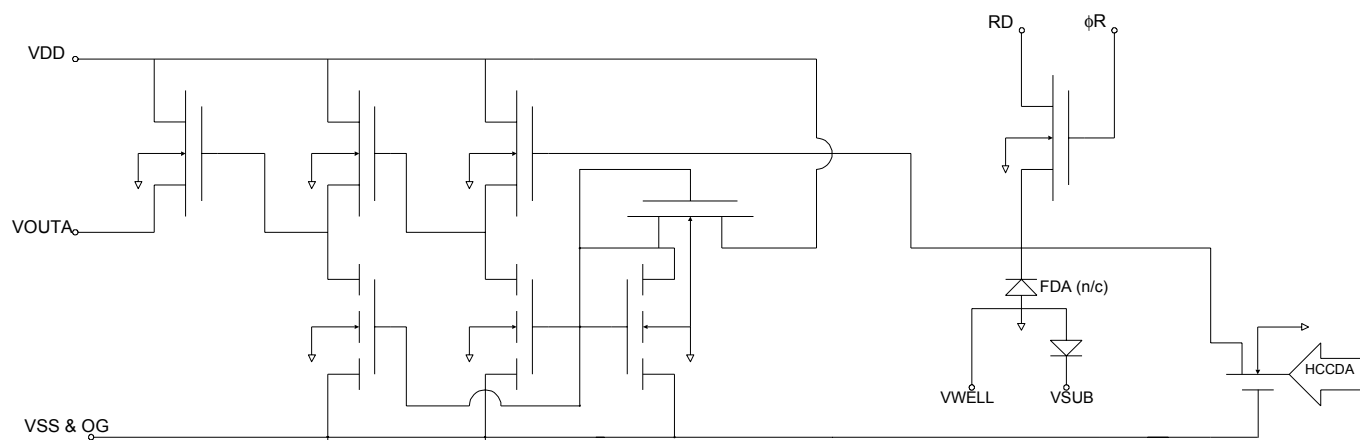 RD
ϕR
VDD
VOUTA
FDA (n/c)
HCCDA
VWELL
VSUB
VSS & OG